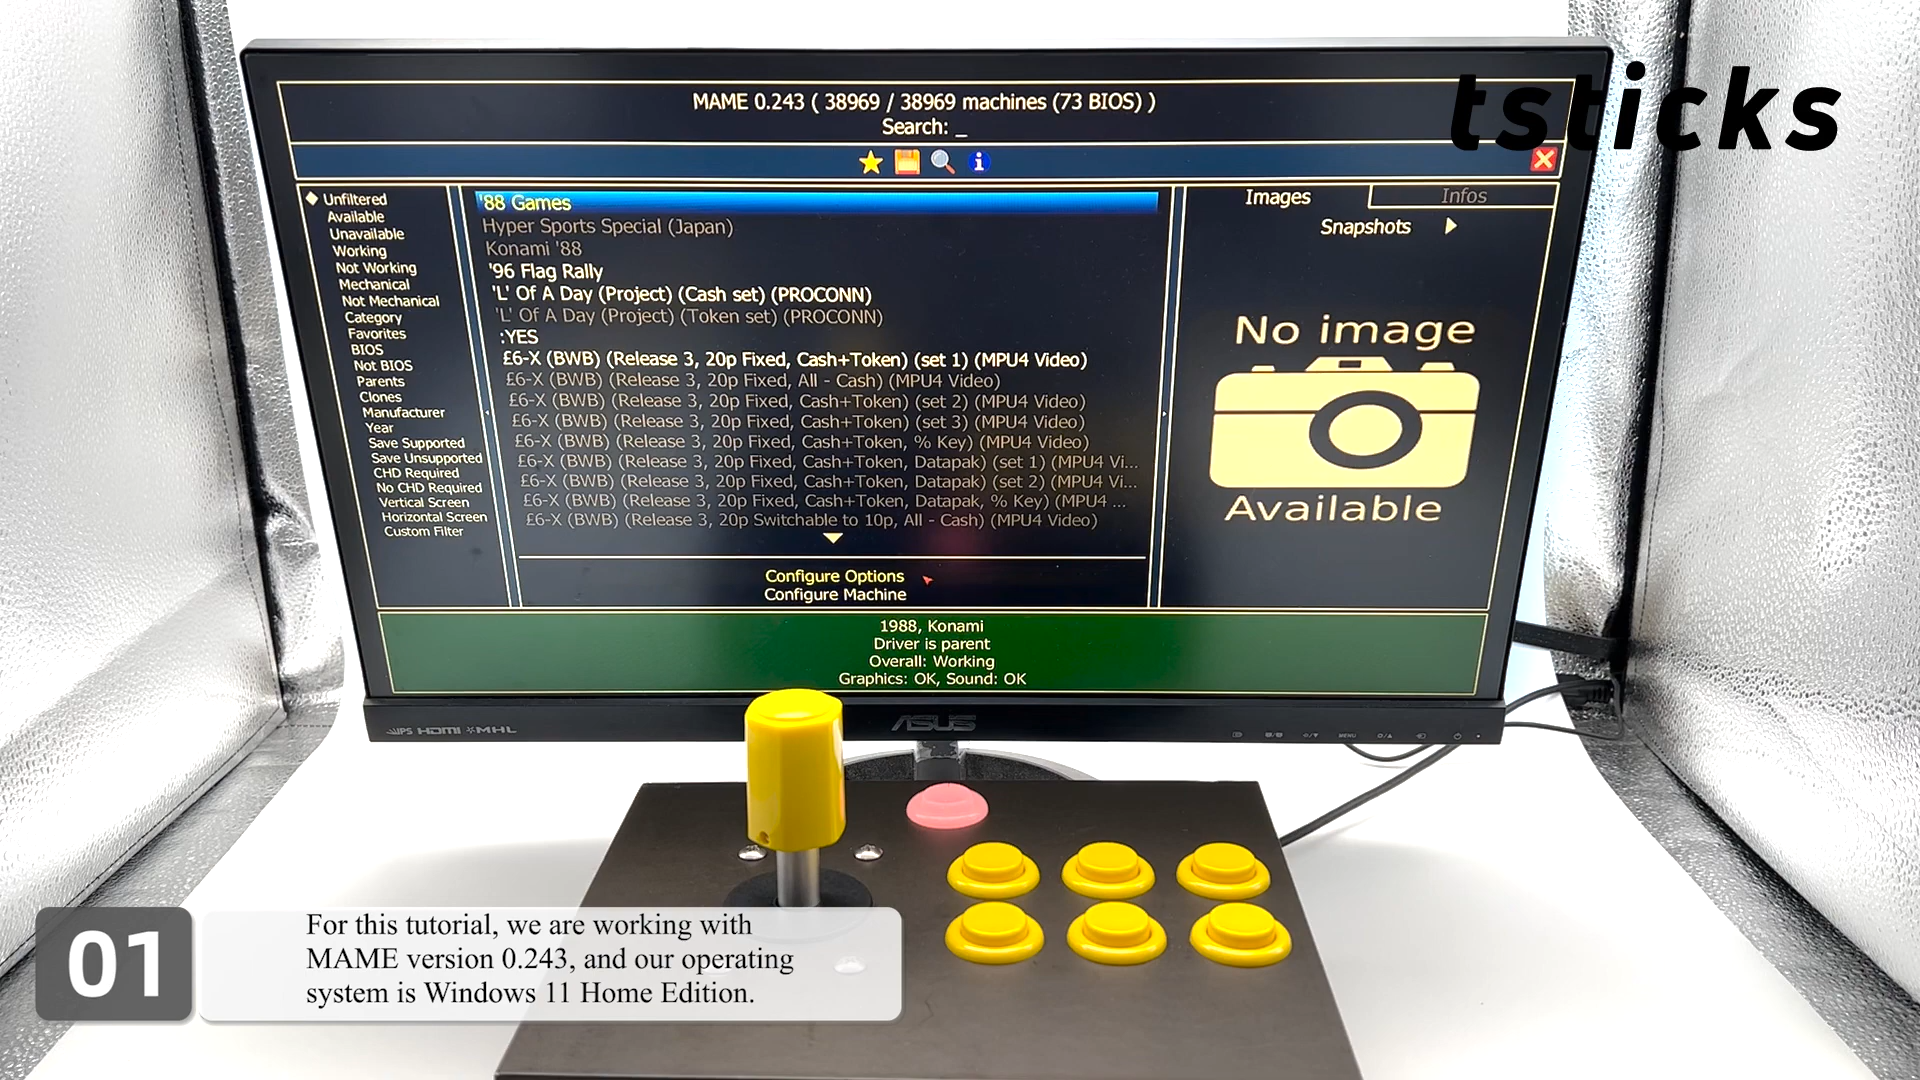 tsticks
MAME 0.243 ( 38969 / 38969 machines (73 BIOS) )
Search: _
Unfiltered
Available
Unavailable
Working
Not Working
Mechanical
Not Mechanical
Category
Favorites
BIOS
Not BIOS
Parents
Clones
Manufacturer
Year
Save Supported
Save Unsupported
CHD Required
No CHD Required
Vertical Screen
Horizontal Screen
Custom Filter
'88 Games
Hyper Sports Special (Japan)
Konami '88
'96 Flag Rally
'L' Of A Day (Project) (Cash set) (PROCONN)
'L' Of A Day (Project) (Token set) (PROCONN)
:YES
£6-X (BWB) (Release 3, 20p Fixed, Cash+Token) (set 1) (MPU4 Video)
£6-X (BWB) (Release 3, 20p Fixed, All - Cash) (MPU4 Video)
£6-X (BWB) (Release 3, 20p Fixed, Cash+Token) (set 2) (MPU4 Video)
£6-X (BWB) (Release 3, 20p Fixed, Cash+Token) (set 3) (MPU4 Video)
£6-X (BWB) (Release 3, 20p Fixed, Cash+Token, % Key) (MPU4 Video)
£6-X (BWB) (Release 3, 20p Fixed, Cash+Token, Datapak) (set 1) (MPU4 Vi...
£6-X (BWB) (Release 3, 20p Fixed, Cash+Token, Datapak) (set 2) (MPU4 Vi...
£6-X (BWB) (Release 3, 20p Fixed, Cash+Token, Datapak, % Key) (MPU4 ...
£6-X (BWB) (Release 3, 20p Switchable to 10p, All - Cash) (MPU4 Video)
Configure Options
Configure Machine
Images Infos
Snapshots
No image
Available
1988, Konami
Driver is parent
Overall: Working
Graphics: OK, Sound: OK
IPS HDMI MHL
ASUS
MENU
01
For this tutorial, we are working with
MAME version 0.243, and our operating
system is Windows 11 Home Edition.